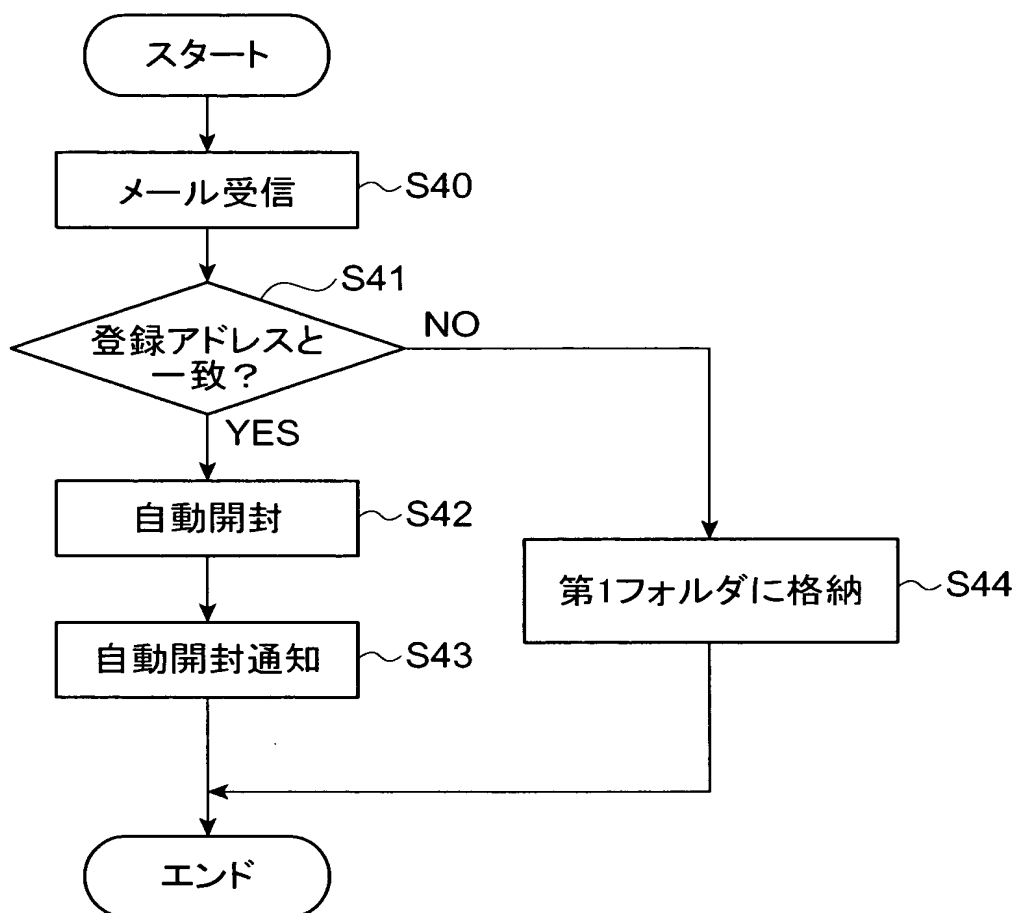 スタート
メール受信
S40
S41
登録アドレスと
一致？
NO
YES
自動開封
S42
第1フォルダに格納
S44
自動開封通知
S43
エンド